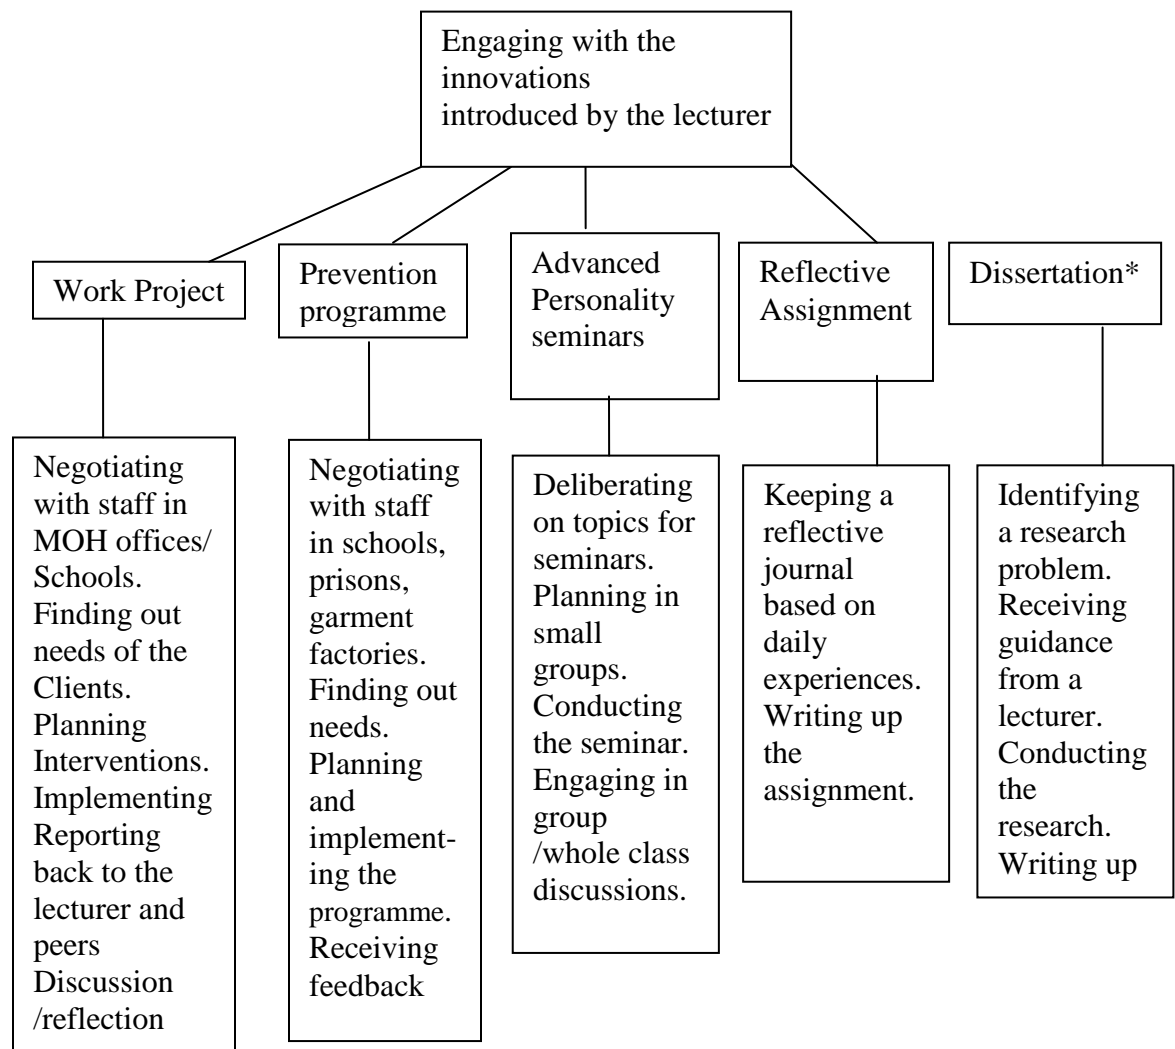 Engaging with the
innovations
introduced by the lecturer
Work Project
Prevention
programme
Advanced
Personality
seminars
Reflective
Assignment
Dissertation*
Negotiating
with staff in
MOH offices/
Schools.
Finding out
needs of the
Clients.
Planning
Interventions.
Implementing
Reporting
back to the
lecturer and
peers
Discussion
/reflection
Negotiating
with staff
in schools,
prisons,
garment
factories.
Finding out
needs.
Planning
and
implement-
ing the
programme.
Receiving
feedback
Deliberating
on topics for
seminars.
Planning in
small
groups.
Conducting
the seminar.
Engaging in
group
/whole class
discussions.
Keeping a
reflective
journal
based on
daily
experiences.
Writing up
the
assignment.
Identifying
a research
problem.
Receiving
guidance
from a
lecturer.
Conducting
the
research.
Writing up